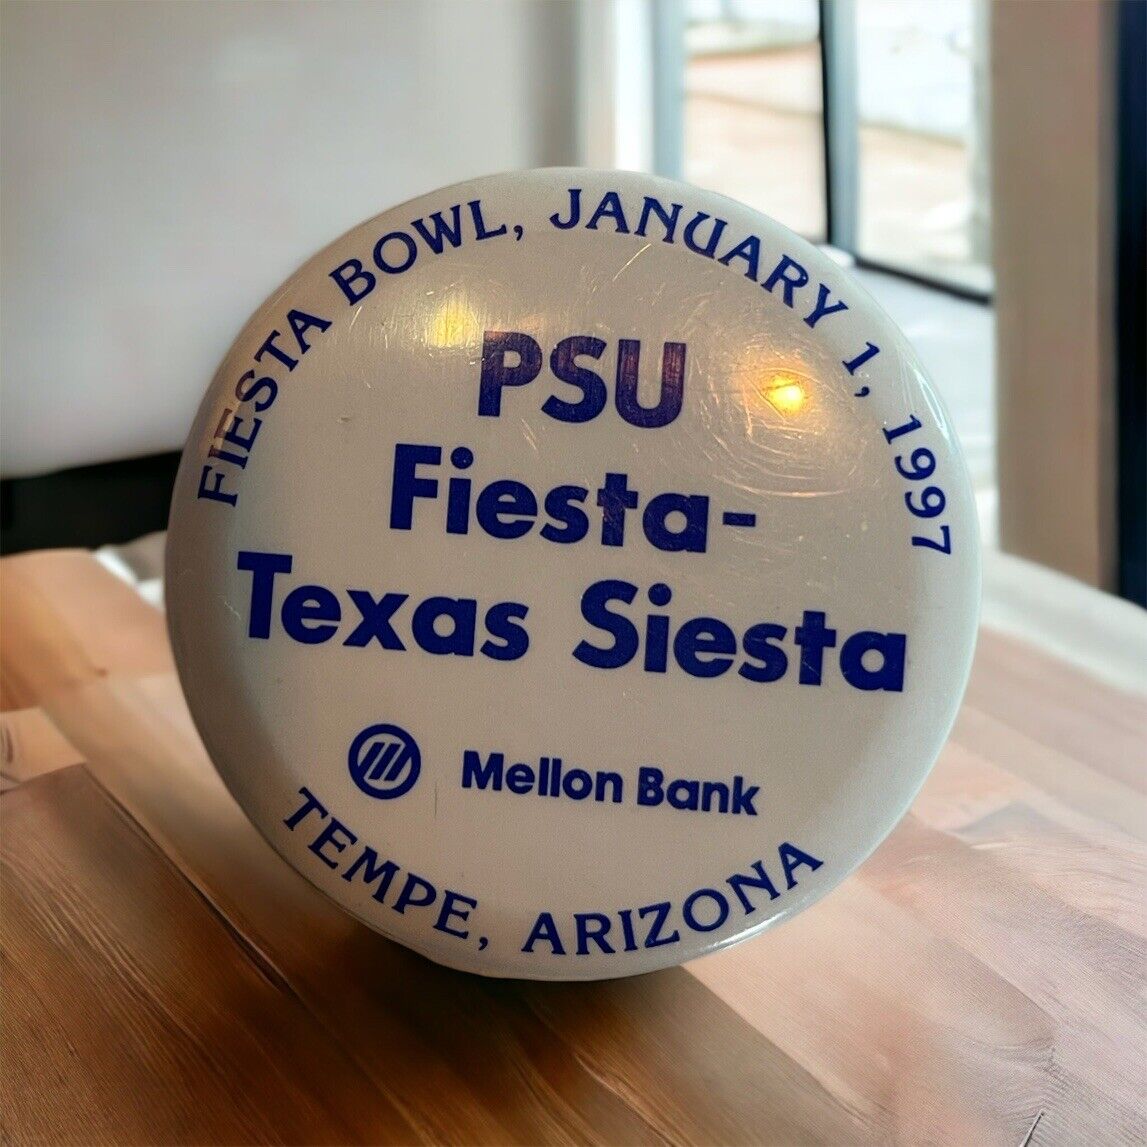 FIESTA BOWL, JANUARY 1, 1997
PSU
Fiesta-
Texas Siesta
Mellon Bank
TEMPE, ARIZONA